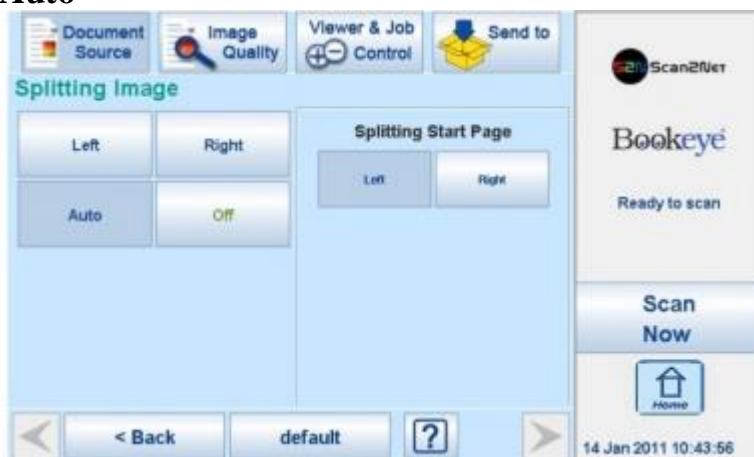 Auto
Document
Source
Image
Quality
Viewer & Job
Control
Send to
Splitting Image
Left
Right
Auto
Off
Splitting Start Page
Left
Right
< Back
default
?
S2N Scan2Net
Bookeye
Ready to scan
Scan
Now
Home
14 Jan 2011 10:43:56